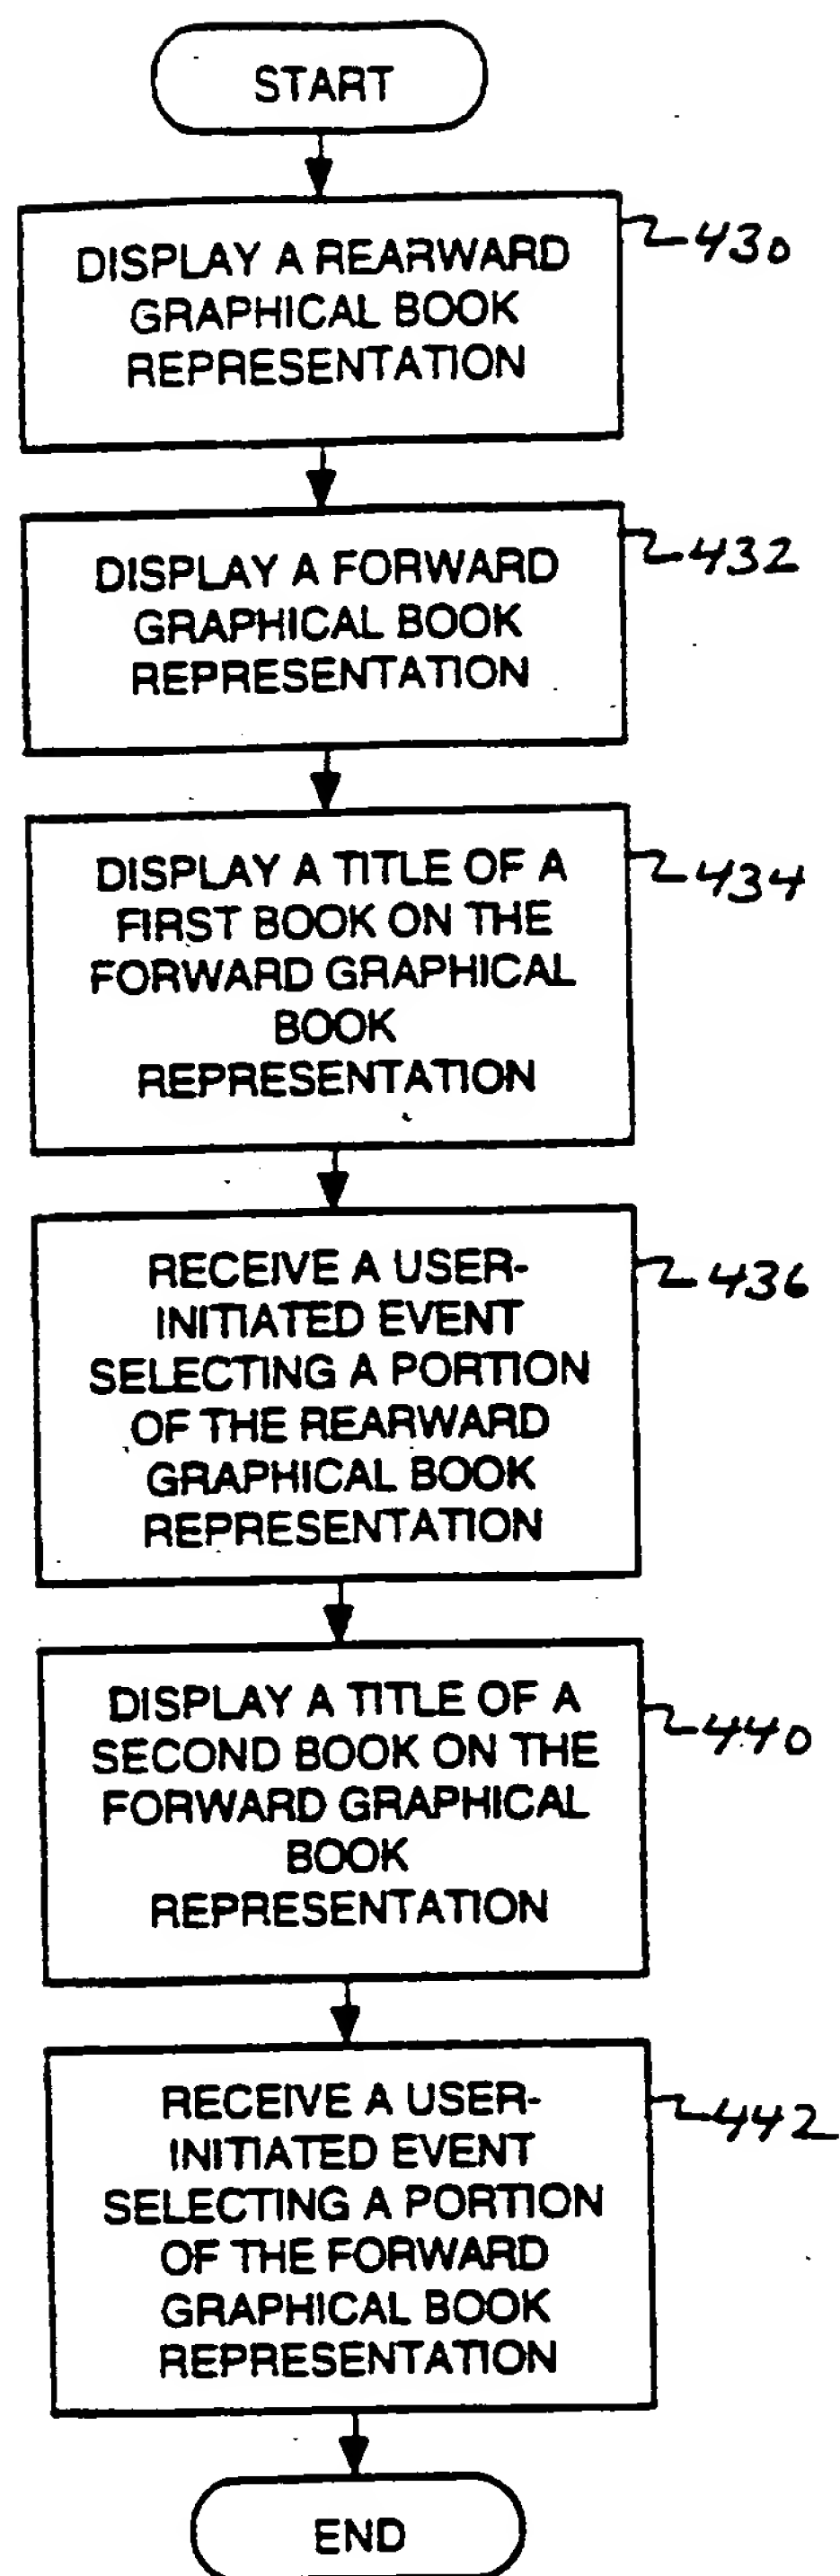 START
DISPLAY A REARWARD
GRAPHICAL BOOK
REPRESENTATION
430
DISPLAY A FORWARD
GRAPHICAL BOOK
REPRESENTATION
432
DISPLAY A TITLE OF A
FIRST BOOK ON THE
FORWARD GRAPHICAL
BOOK
REPRESENTATION
434
RECEIVE A USER-
INITIATED EVENT
SELECTING A PORTION
OF THE REARWARD
GRAPHICAL BOOK
REPRESENTATION
436
DISPLAY A TITLE OF A
SECOND BOOK ON THE
FORWARD GRAPHICAL
BOOK
REPRESENTATION
440
RECEIVE A USER-
INITIATED EVENT
SELECTING A PORTION
OF THE FORWARD
GRAPHICAL BOOK
REPRESENTATION
442
END